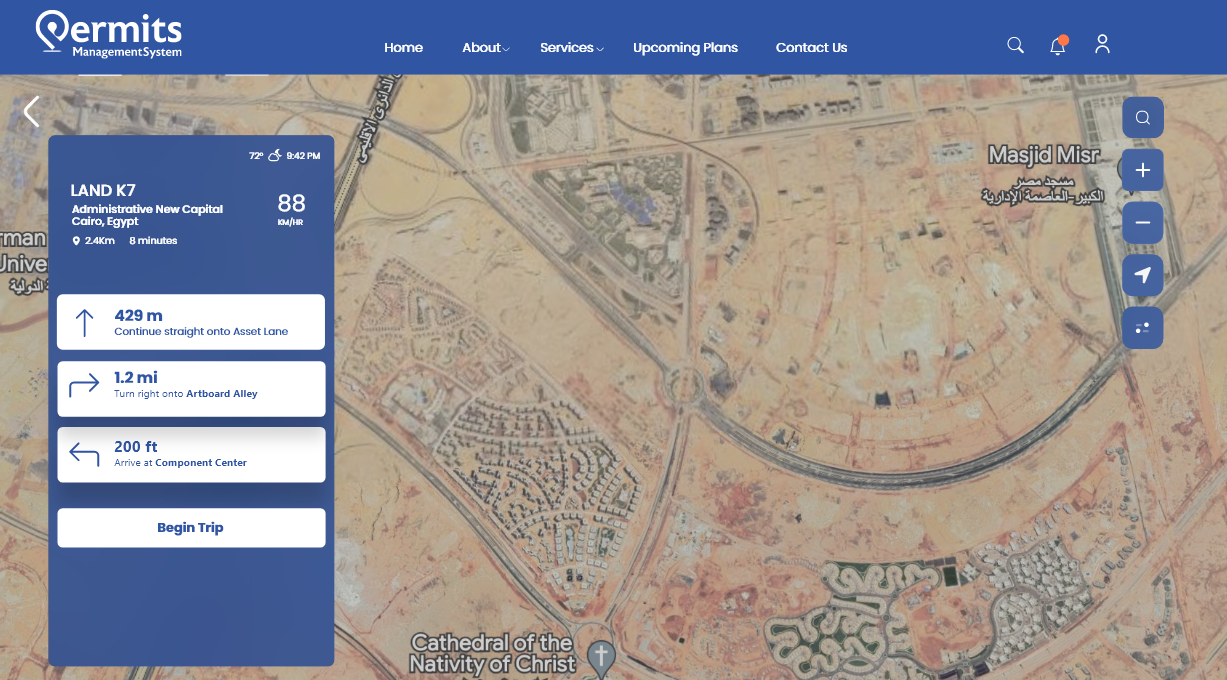 Permits
ManagementSystem
Home
About
Services
Upcoming Plans
Contact Us
72° 9:42 PM
LAND K7
Administrative New Capital
Cairo, Egypt
88
KM/HR
2.4Km 8 minutes
429 m
Continue straight onto Asset Lane
1.2 mi
Turn right onto Artboard Alley
200 ft
Arrive at Component Center
Begin Trip
الدائري الإقليمي
Masjid Misr
مسجد مصر
الكبير-العاصمة الإدارية
rman
Unive
الدولية
Cathedral of the
Nativity of Christ